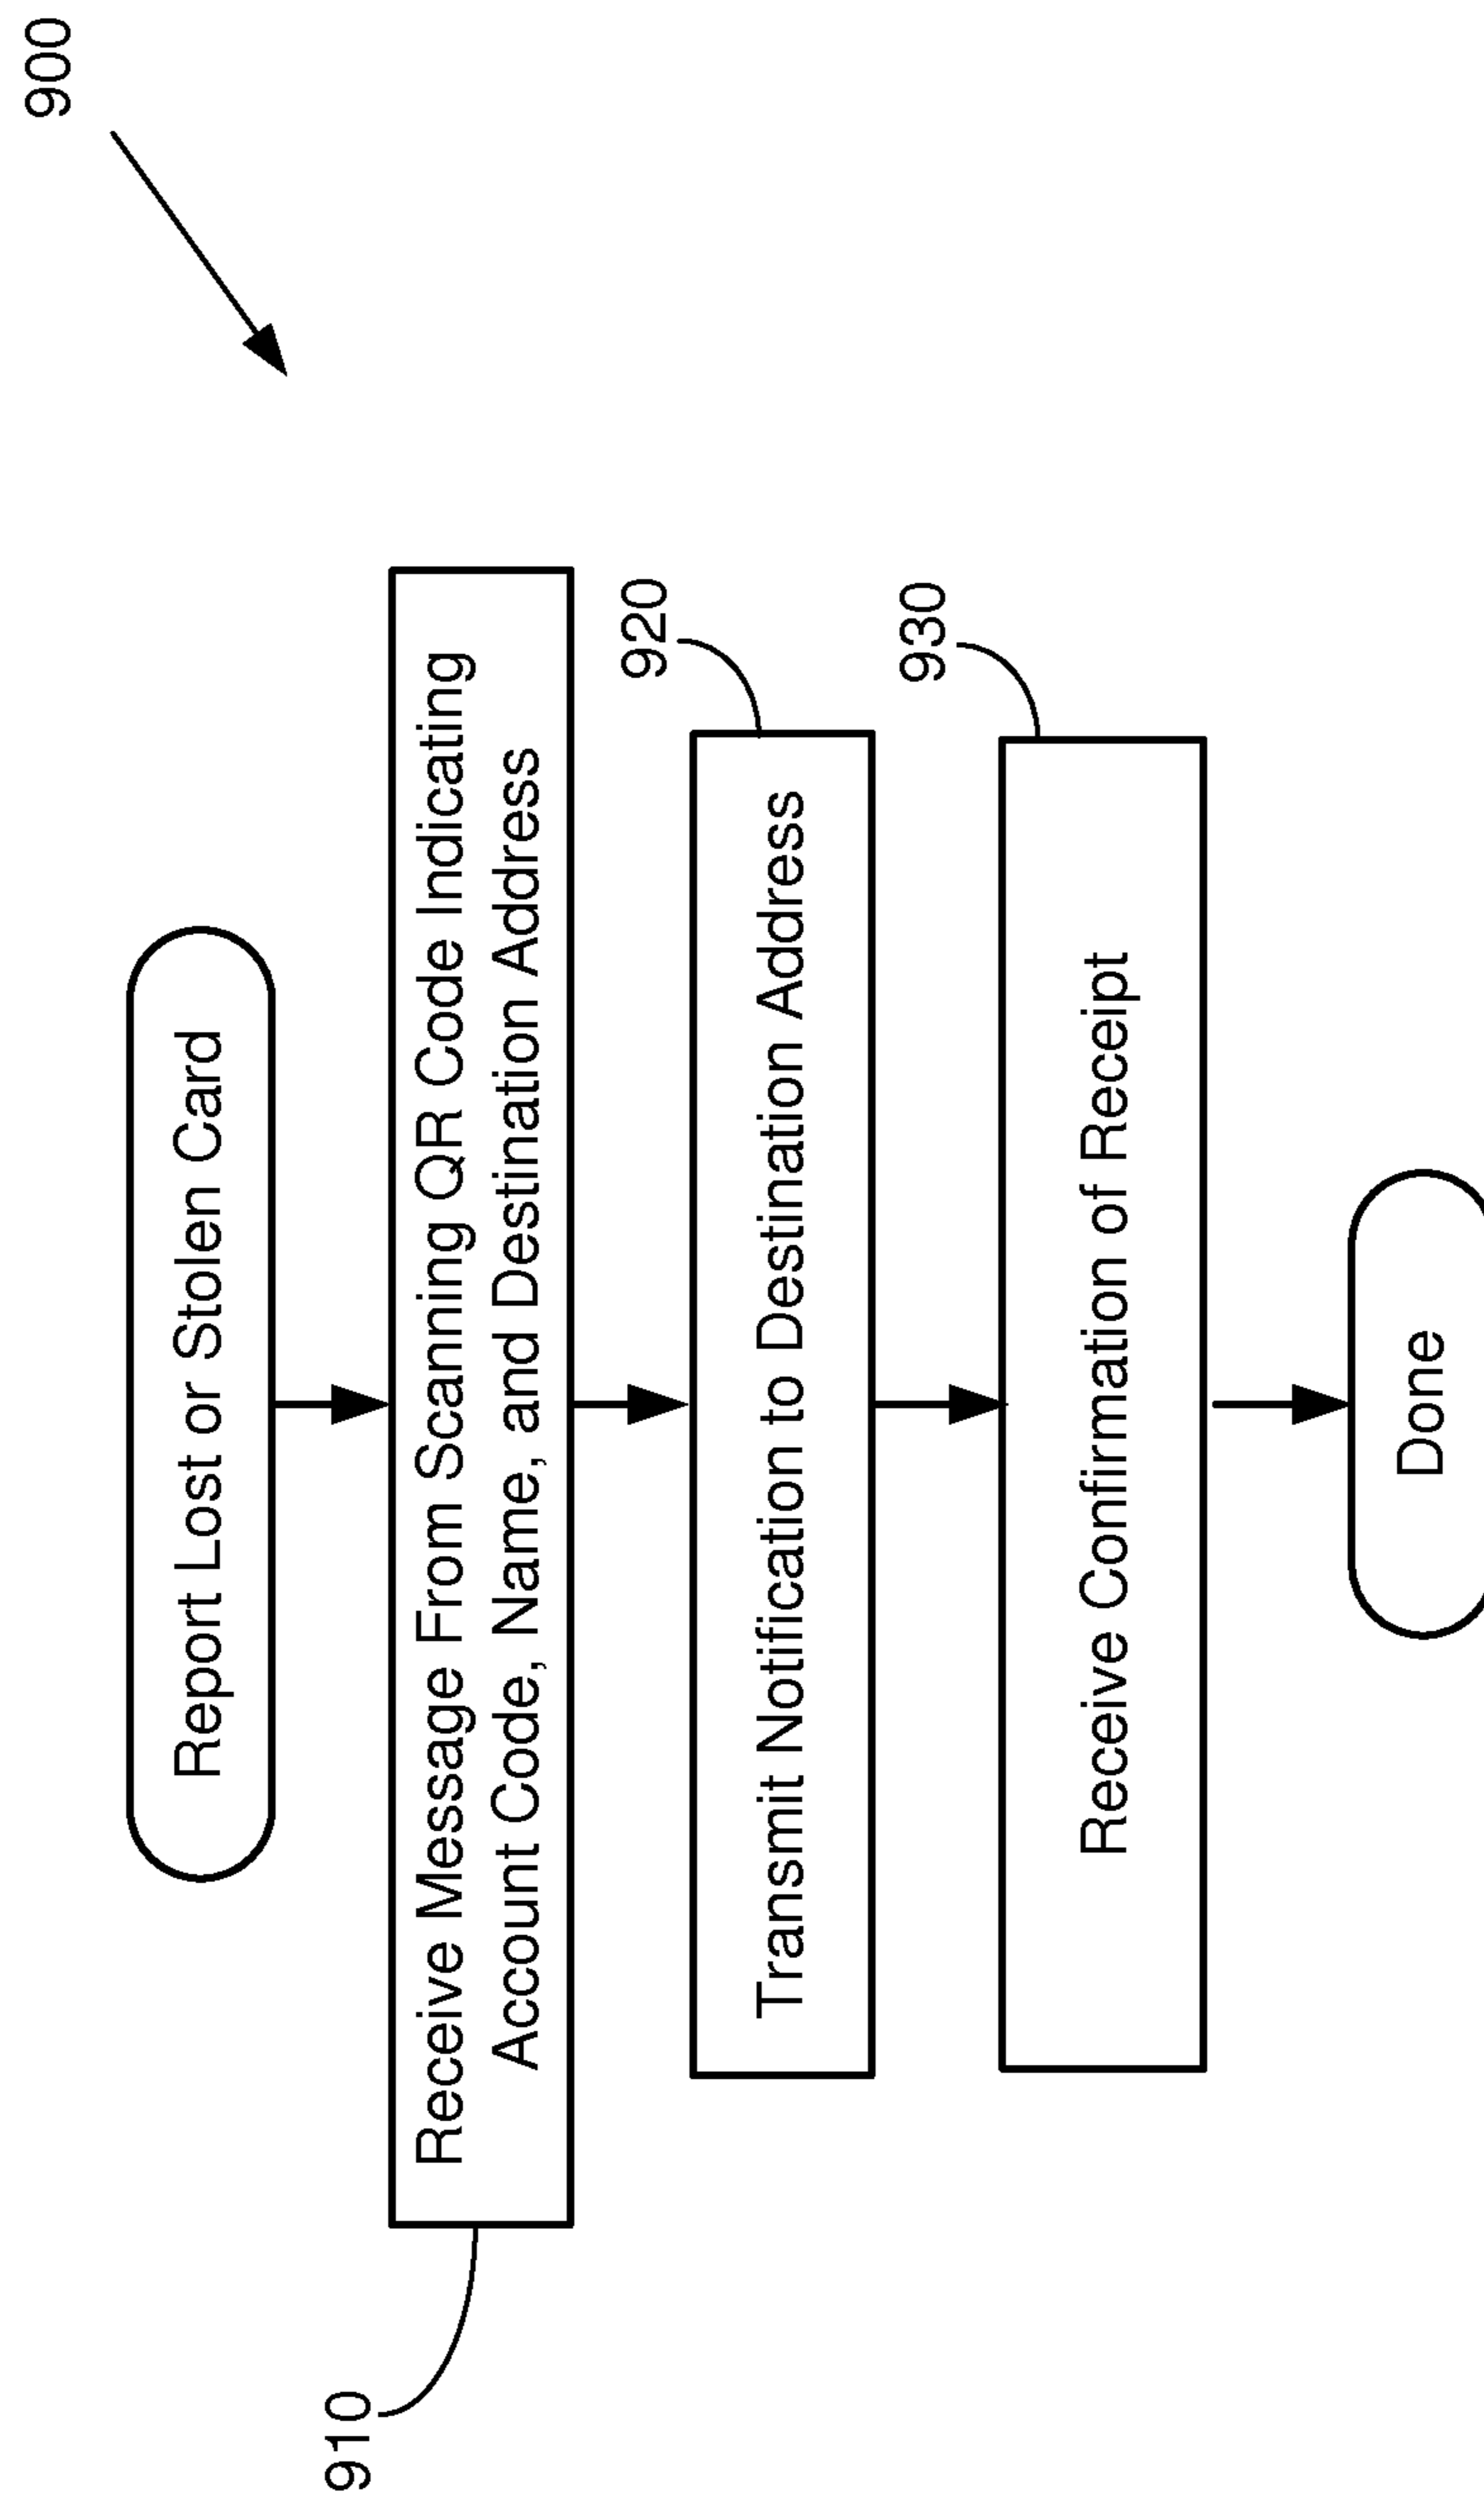 900
Report Lost or Stolen Card
910
Receive Message From Scanning QR Code Indicating
Account Code, Name, and Destination Address
920
Transmit Notification to Destination Address
930
Receive Confirmation of Receipt
Done